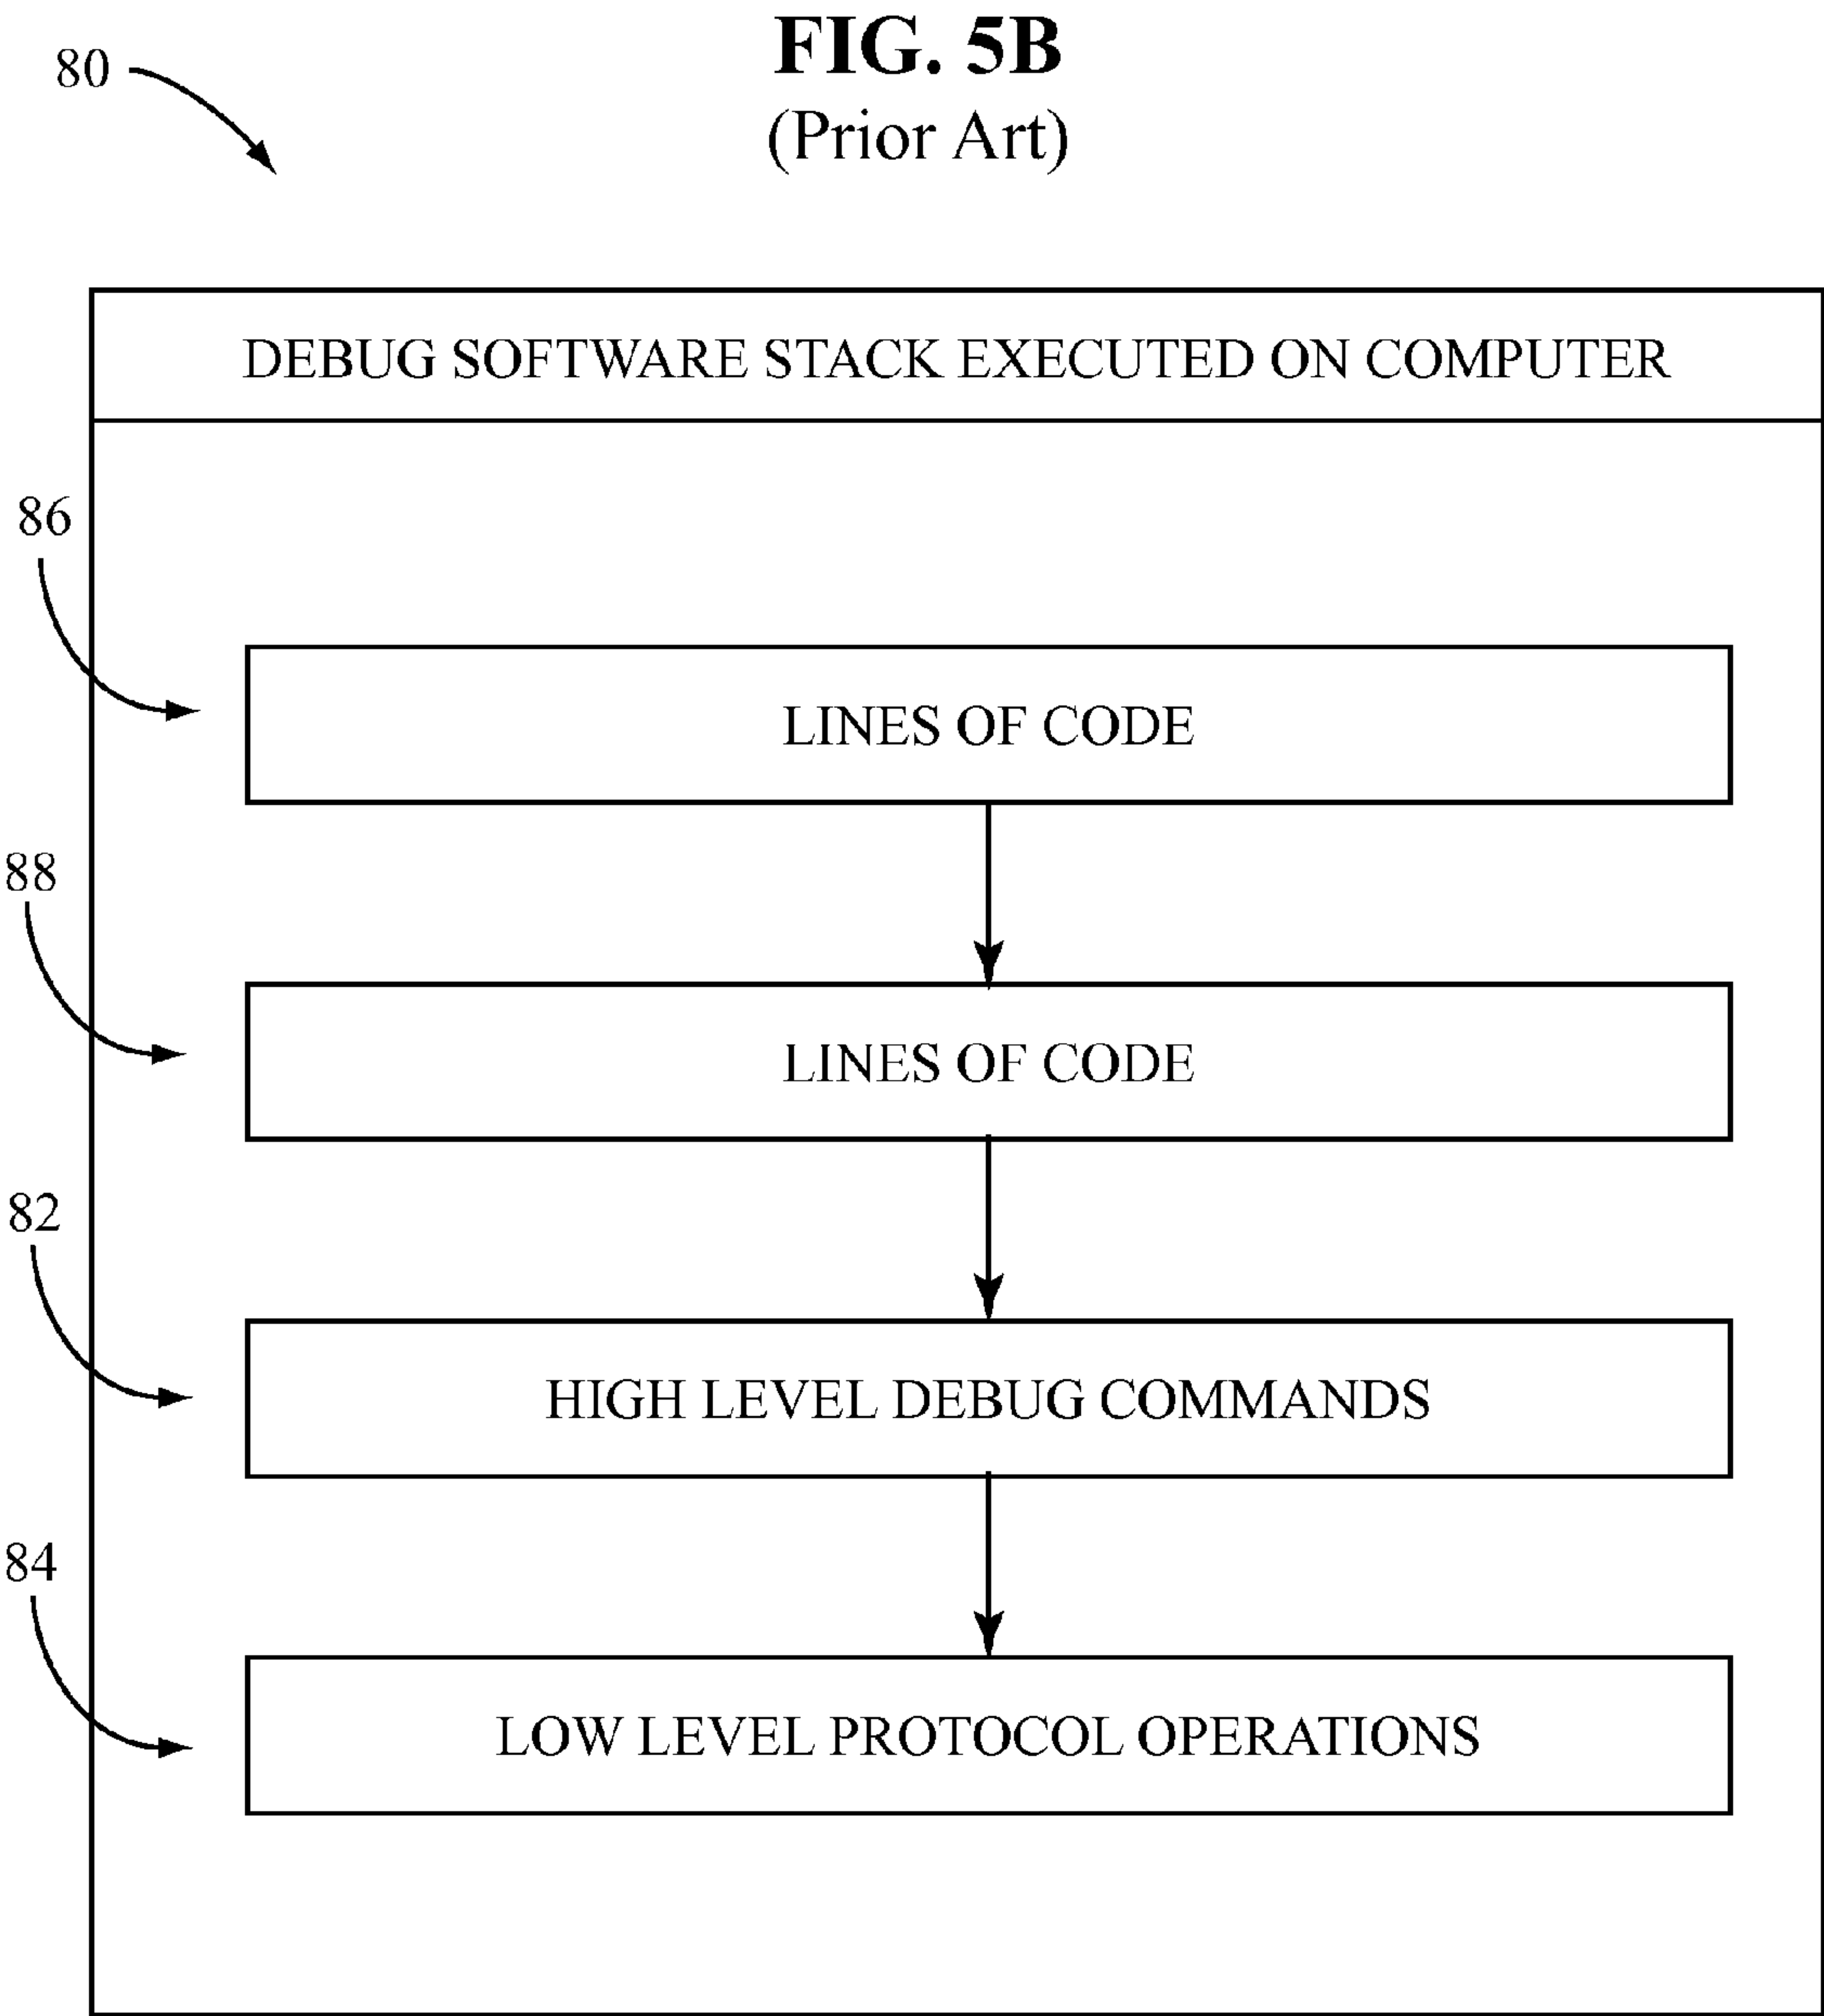 FIG. 5B
(Prior Art)
80
DEBUG SOFTWARE STACK EXECUTED ON COMPUTER
86
LINES OF CODE
88
LINES OF CODE
82
HIGH LEVEL DEBUG COMMANDS
84
LOW LEVEL PROTOCOL OPERATIONS